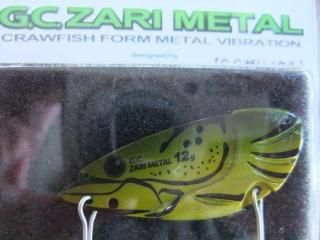 G.C. ZARI METAL
CRAWFISH FORM METAL VIBRATION
designed by
G.C.
ZARI METAL 12g